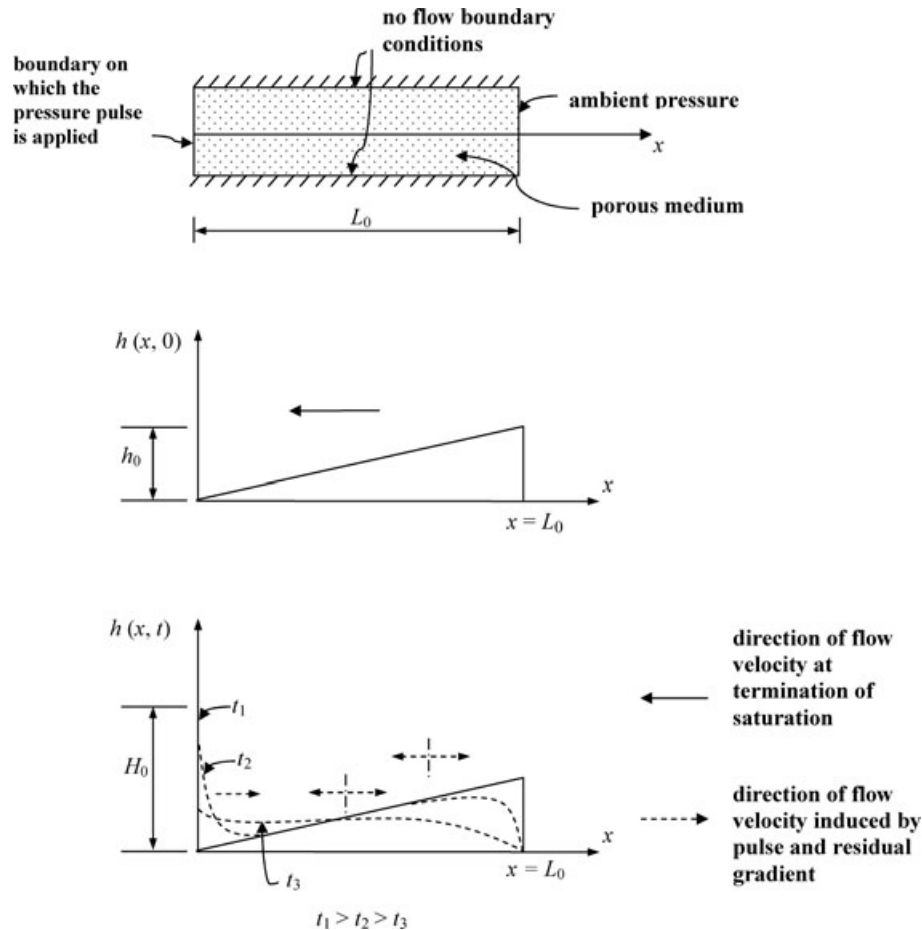 no flow boundary
conditions
boundary on
which the
pressure pulse
is applied
ambient pressure
x
porous medium
L₀
h (x, 0)
h₀
x
x = L₀
h (x, t)
t₁
t₂
H₀
t₃
x
x = L₀
t₁ > t₂ > t₃
direction of flow
velocity at
termination of
saturation
direction of flow
velocity induced by
pulse and residual
gradient